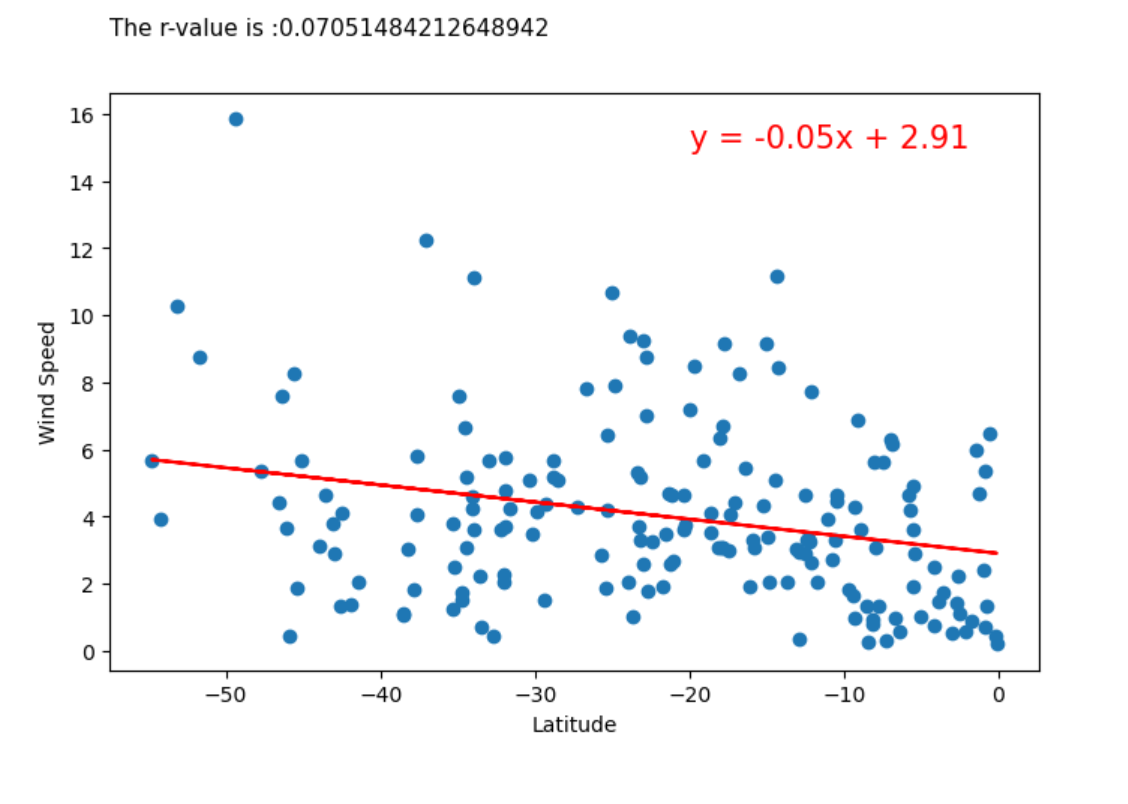 The r-value is :0.07051484212648942
y = -0.05x + 2.91
16
14
12
10
8
6
4
2
0
Wind Speed
−50 −40 −30 −20 −10 0
Latitude